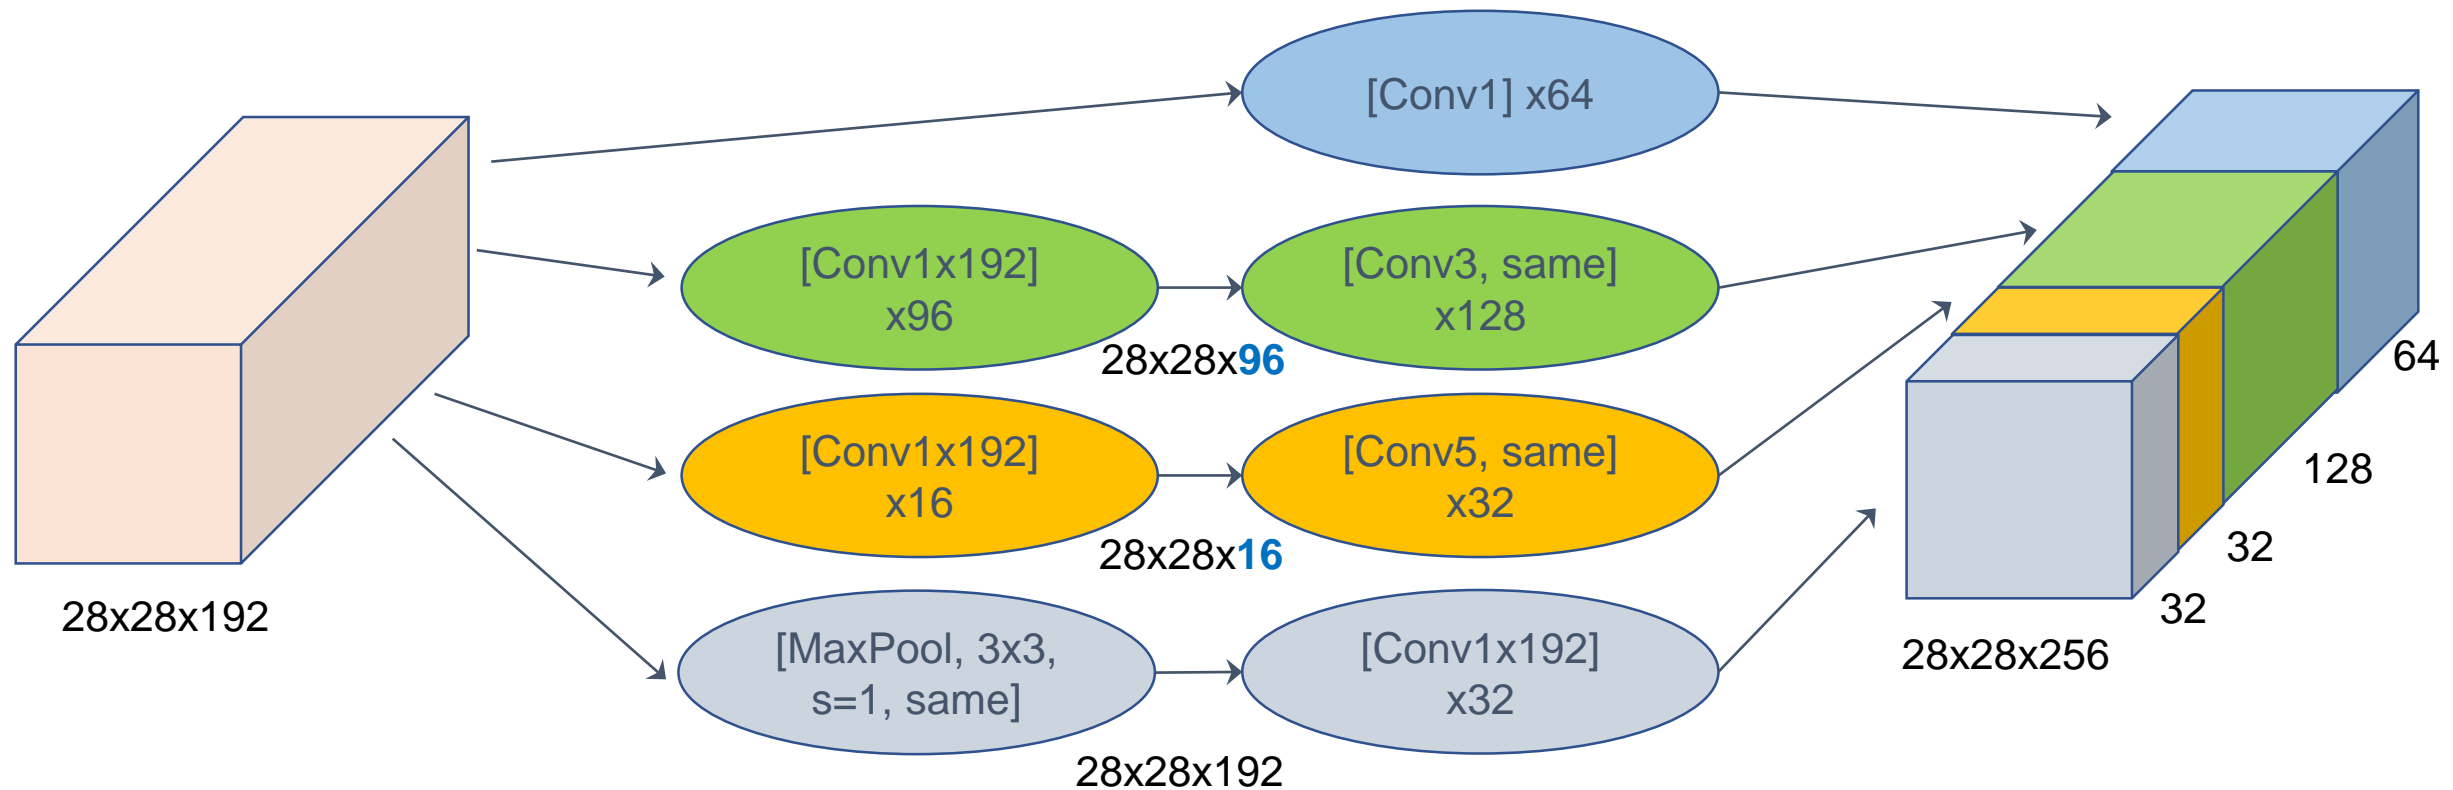 [Conv1] x64
[Conv1x192]
x96
[Conv3, same]
x128
28x28x96
64
[Conv1x192]
x16
[Conv5, same]
x32
128
28x28x16
32
28x28x192
32
[MaxPool, 3x3,
s=1, same]
[Conv1x192]
x32
28x28x256
28x28x192